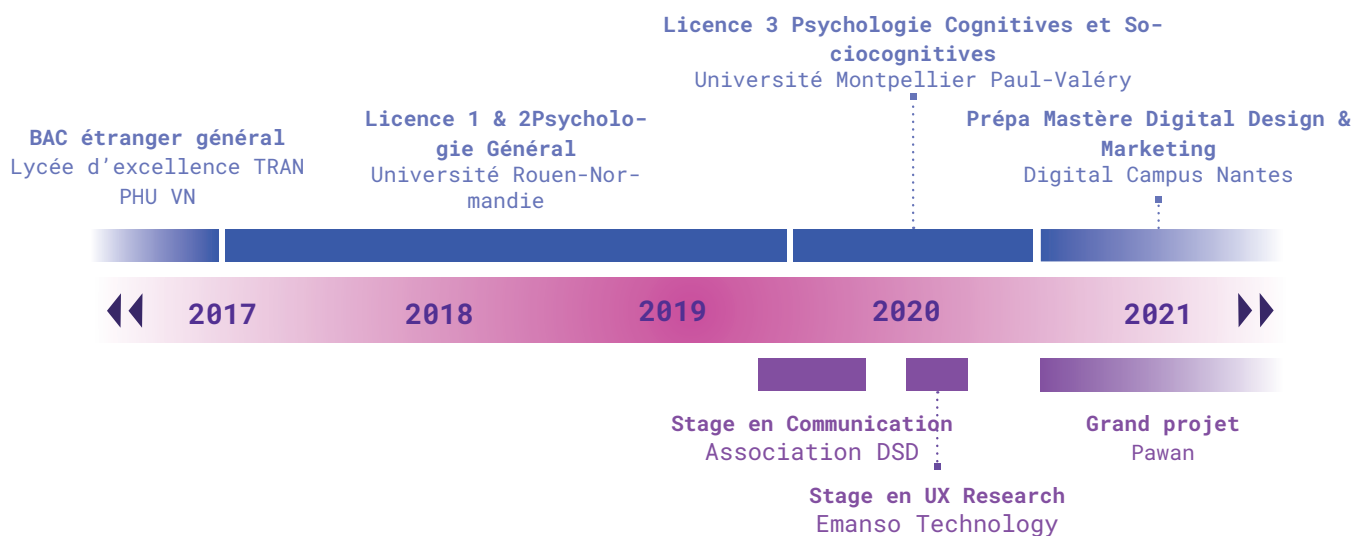 Licence 3 Psychologie Cognitives et So-
ciocognitives
Université Montpellier Paul-Valéry
BAC étranger général
Lycée d’excellence TRAN
PHU VN
Licence 1 & 2Psycholo-
gie Général
Université Rouen-Nor-
mandie
Prépa Mastère Digital Design &
Marketing
Digital Campus Nantes
2017
2018
2019
2020
2021
Stage en Communication
Association DSD
Stage en UX Research
Emanso Technology
Grand projet
Pawan